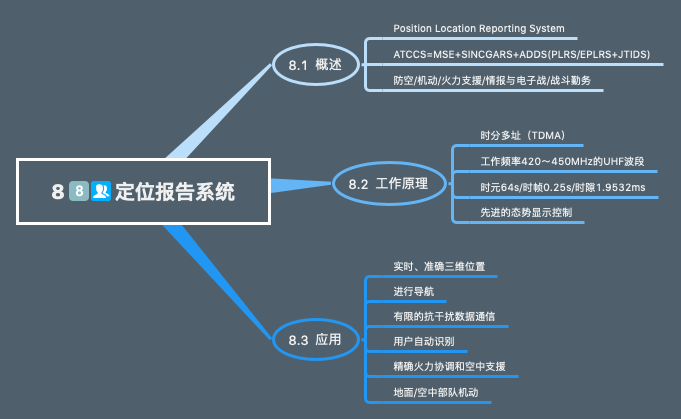 8 8 定位报告系统
8.1 概述
Position Location Reporting System
ATCCS=MSE+SINCGARS+ADDS(PLRS/EPLRS+JTIDS)
防空/机动/火力支援/情报与电子战/战斗勤务
8.2 工作原理
时分多址（TDMA）
工作频率420～450MHz的UHF波段
时元64s/时帧0.25s/时隙1.9532ms
先进的态势显示控制
8.3 应用
实时、准确三维位置
进行导航
有限的抗干扰数据通信
用户自动识别
精确火力协调和空中支援
地面/空中部队机动